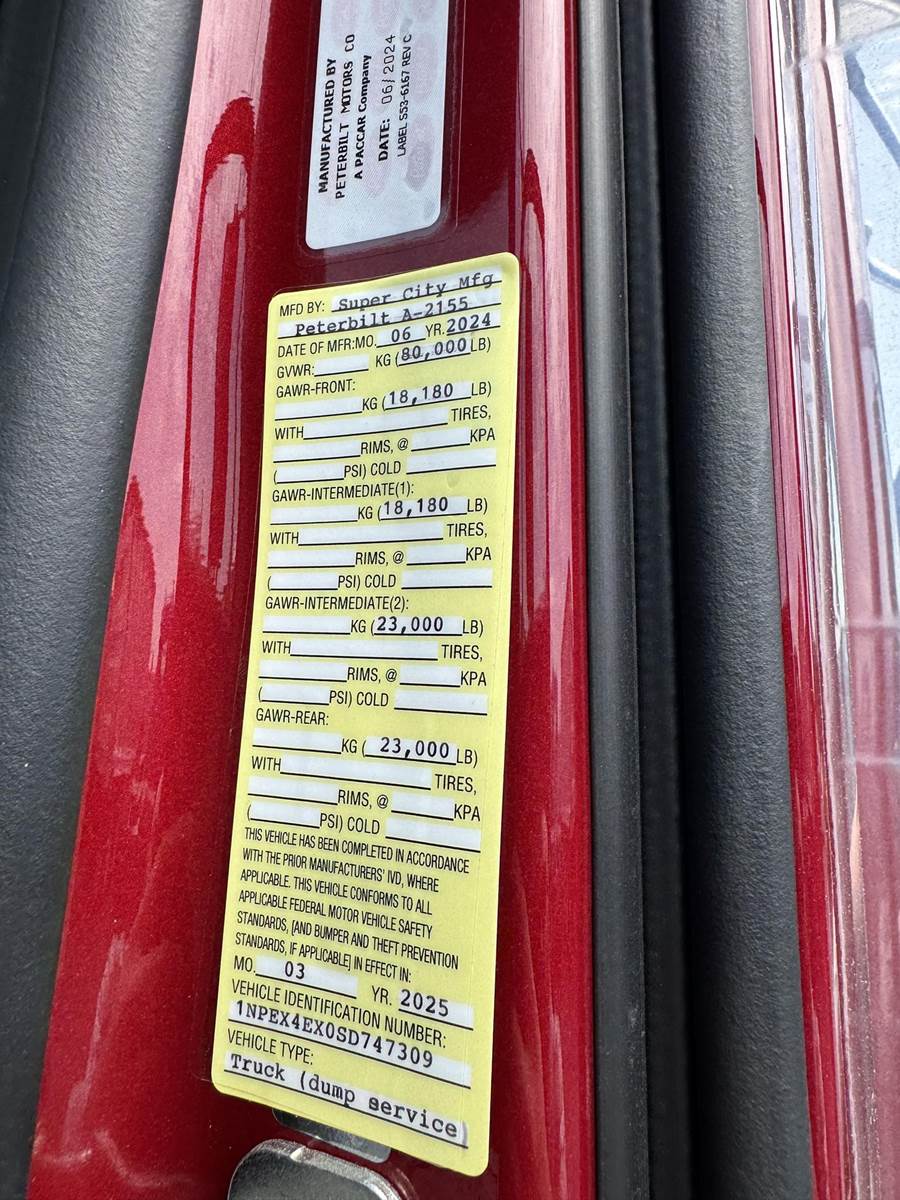 MANUFACTURED BY
PETERBILT MOTORS CO
A PACCAR Company
DATE: 06/2024
LABEL S53-6167 REV C
MFD BY: Super City Mfg
Peterbilt A-2155
DATE OF MFR:MO. 06 YR. 2024
GVWR: KG (80,000 LB)
GAWR-FRONT:
KG (18,180 LB)
WITH TIRES,
RIMS, @ KPA
( PSI) COLD
GAWR-INTERMEDIATE(1):
KG (18,180 LB)
WITH TIRES,
RIMS, @ KPA
( PSI) COLD
GAWR-INTERMEDIATE(2):
KG (23,000 LB)
WITH TIRES,
RIMS, @ KPA
( PSI) COLD
GAWR-REAR:
KG ( 23,000 LB)
WITH TIRES,
RIMS, @ KPA
( PSI) COLD
THIS VEHICLE HAS BEEN COMPLETED IN ACCORDANCE
WITH THE PRIOR MANUFACTURERS' IVD, WHERE
APPLICABLE. THIS VEHICLE CONFORMS TO ALL
APPLICABLE FEDERAL MOTOR VEHICLE SAFETY
STANDARDS, [AND BUMPER AND THEFT PREVENTION
STANDARDS, IF APPLICABLE] IN EFFECT IN:
MO. 03 YR. 2025
VEHICLE IDENTIFICATION NUMBER:
1NPEX4EX0SD747309
VEHICLE TYPE:
Truck (dump service